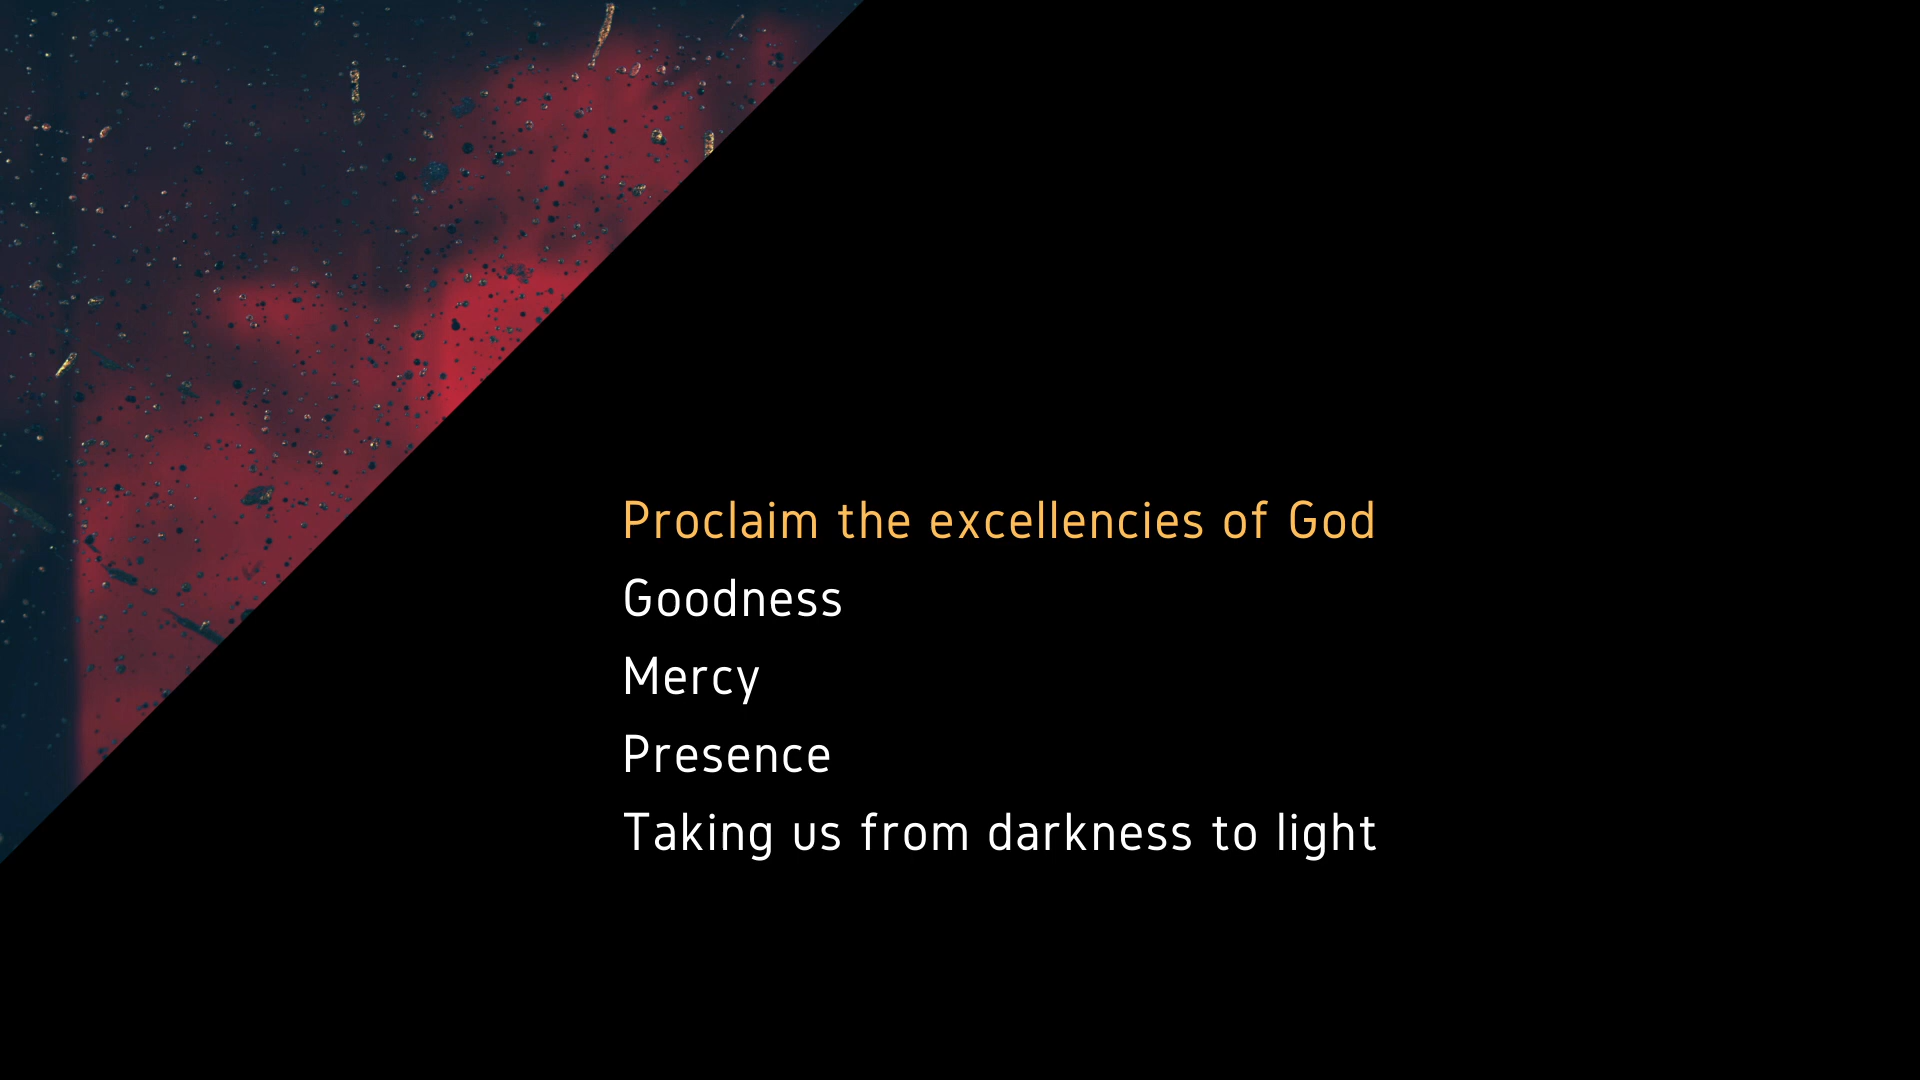 Proclaim the excellencies of God
Goodness
Mercy
Presence
Taking us from darkness to light